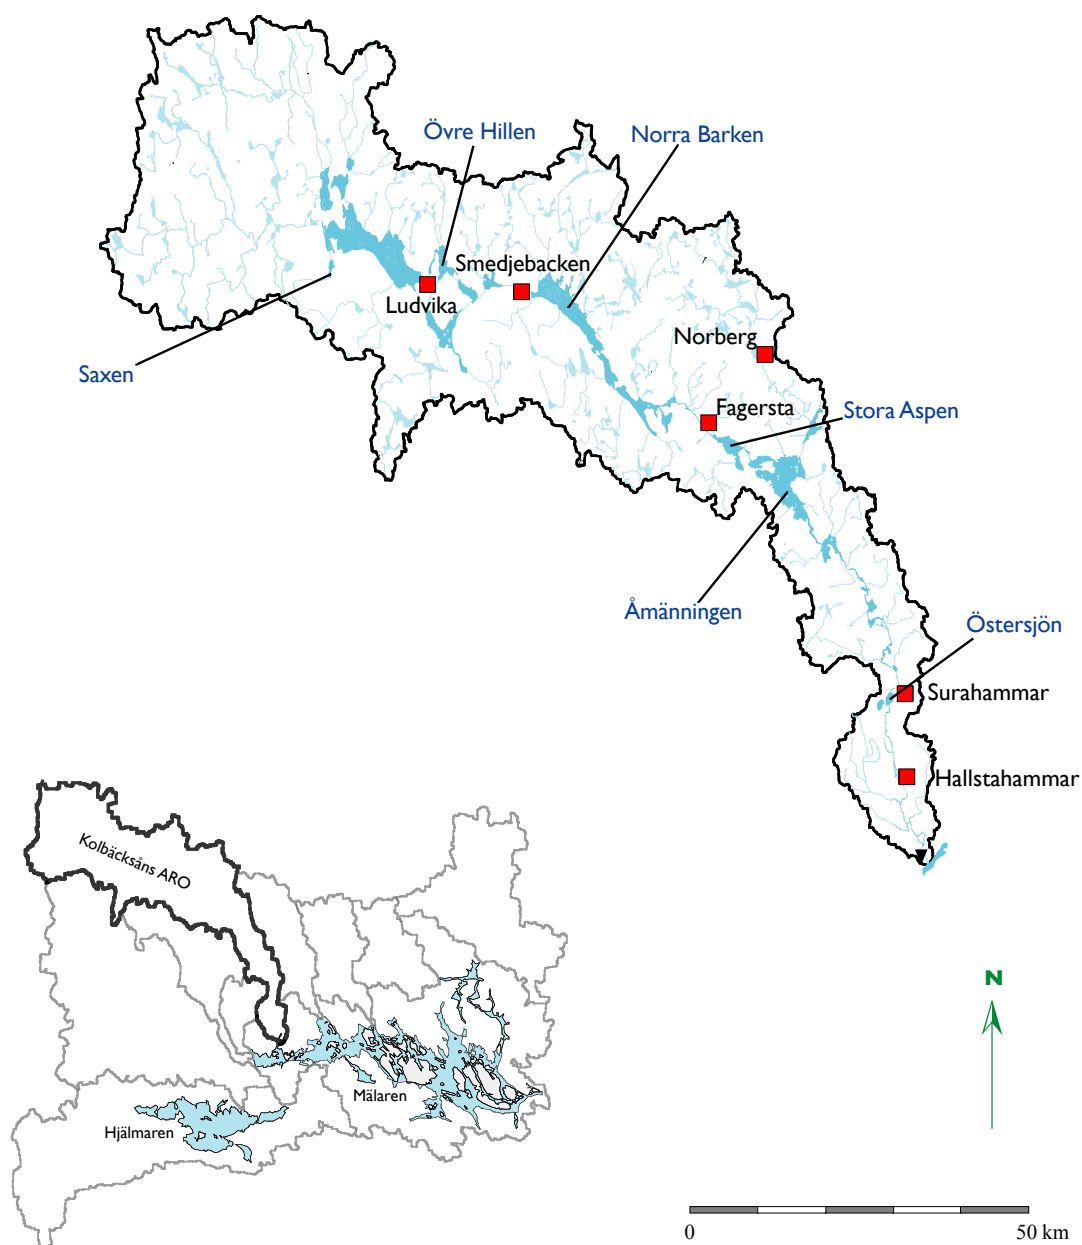 Övre Hillen
Norra Barken
Smedjebacken
Ludvika
Norberg
Saxen
Fagersta
Stora Aspen
Åmänningen
Östersjön
Surahammar
Hallstahammar
Kolbäcksåns ARO
Mälaren
Hjälmaren
N
0 50 km